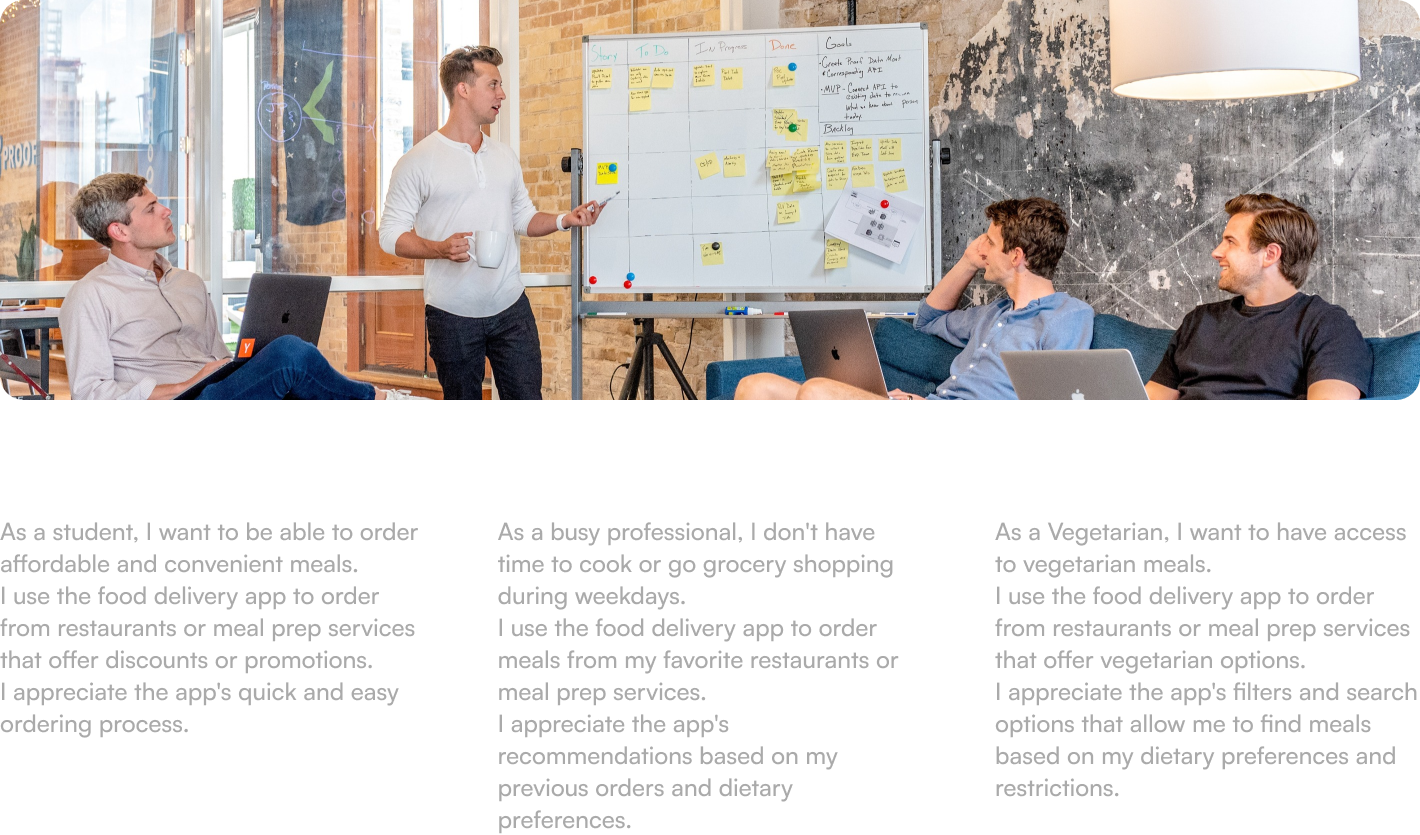 PROOF
Story To Do In Progress Done Goals
-Create Proof Data Mart
& Corresponding API
-MVP - Connect API to
existing data to
what we know about person
today.
Backlog
Y
As a student, I want to be able to order
affordable and convenient meals.
I use the food delivery app to order
from restaurants or meal prep services
that offer discounts or promotions.
I appreciate the app's quick and easy
ordering process.
As a busy professional, I don't have
time to cook or go grocery shopping
during weekdays.
I use the food delivery app to order
meals from my favorite restaurants or
meal prep services.
I appreciate the app's
recommendations based on my
previous orders and dietary
preferences.
As a Vegetarian, I want to have access
to vegetarian meals.
I use the food delivery app to order
from restaurants or meal prep services
that offer vegetarian options.
I appreciate the app's filters and search
options that allow me to find meals
based on my dietary preferences and
restrictions.